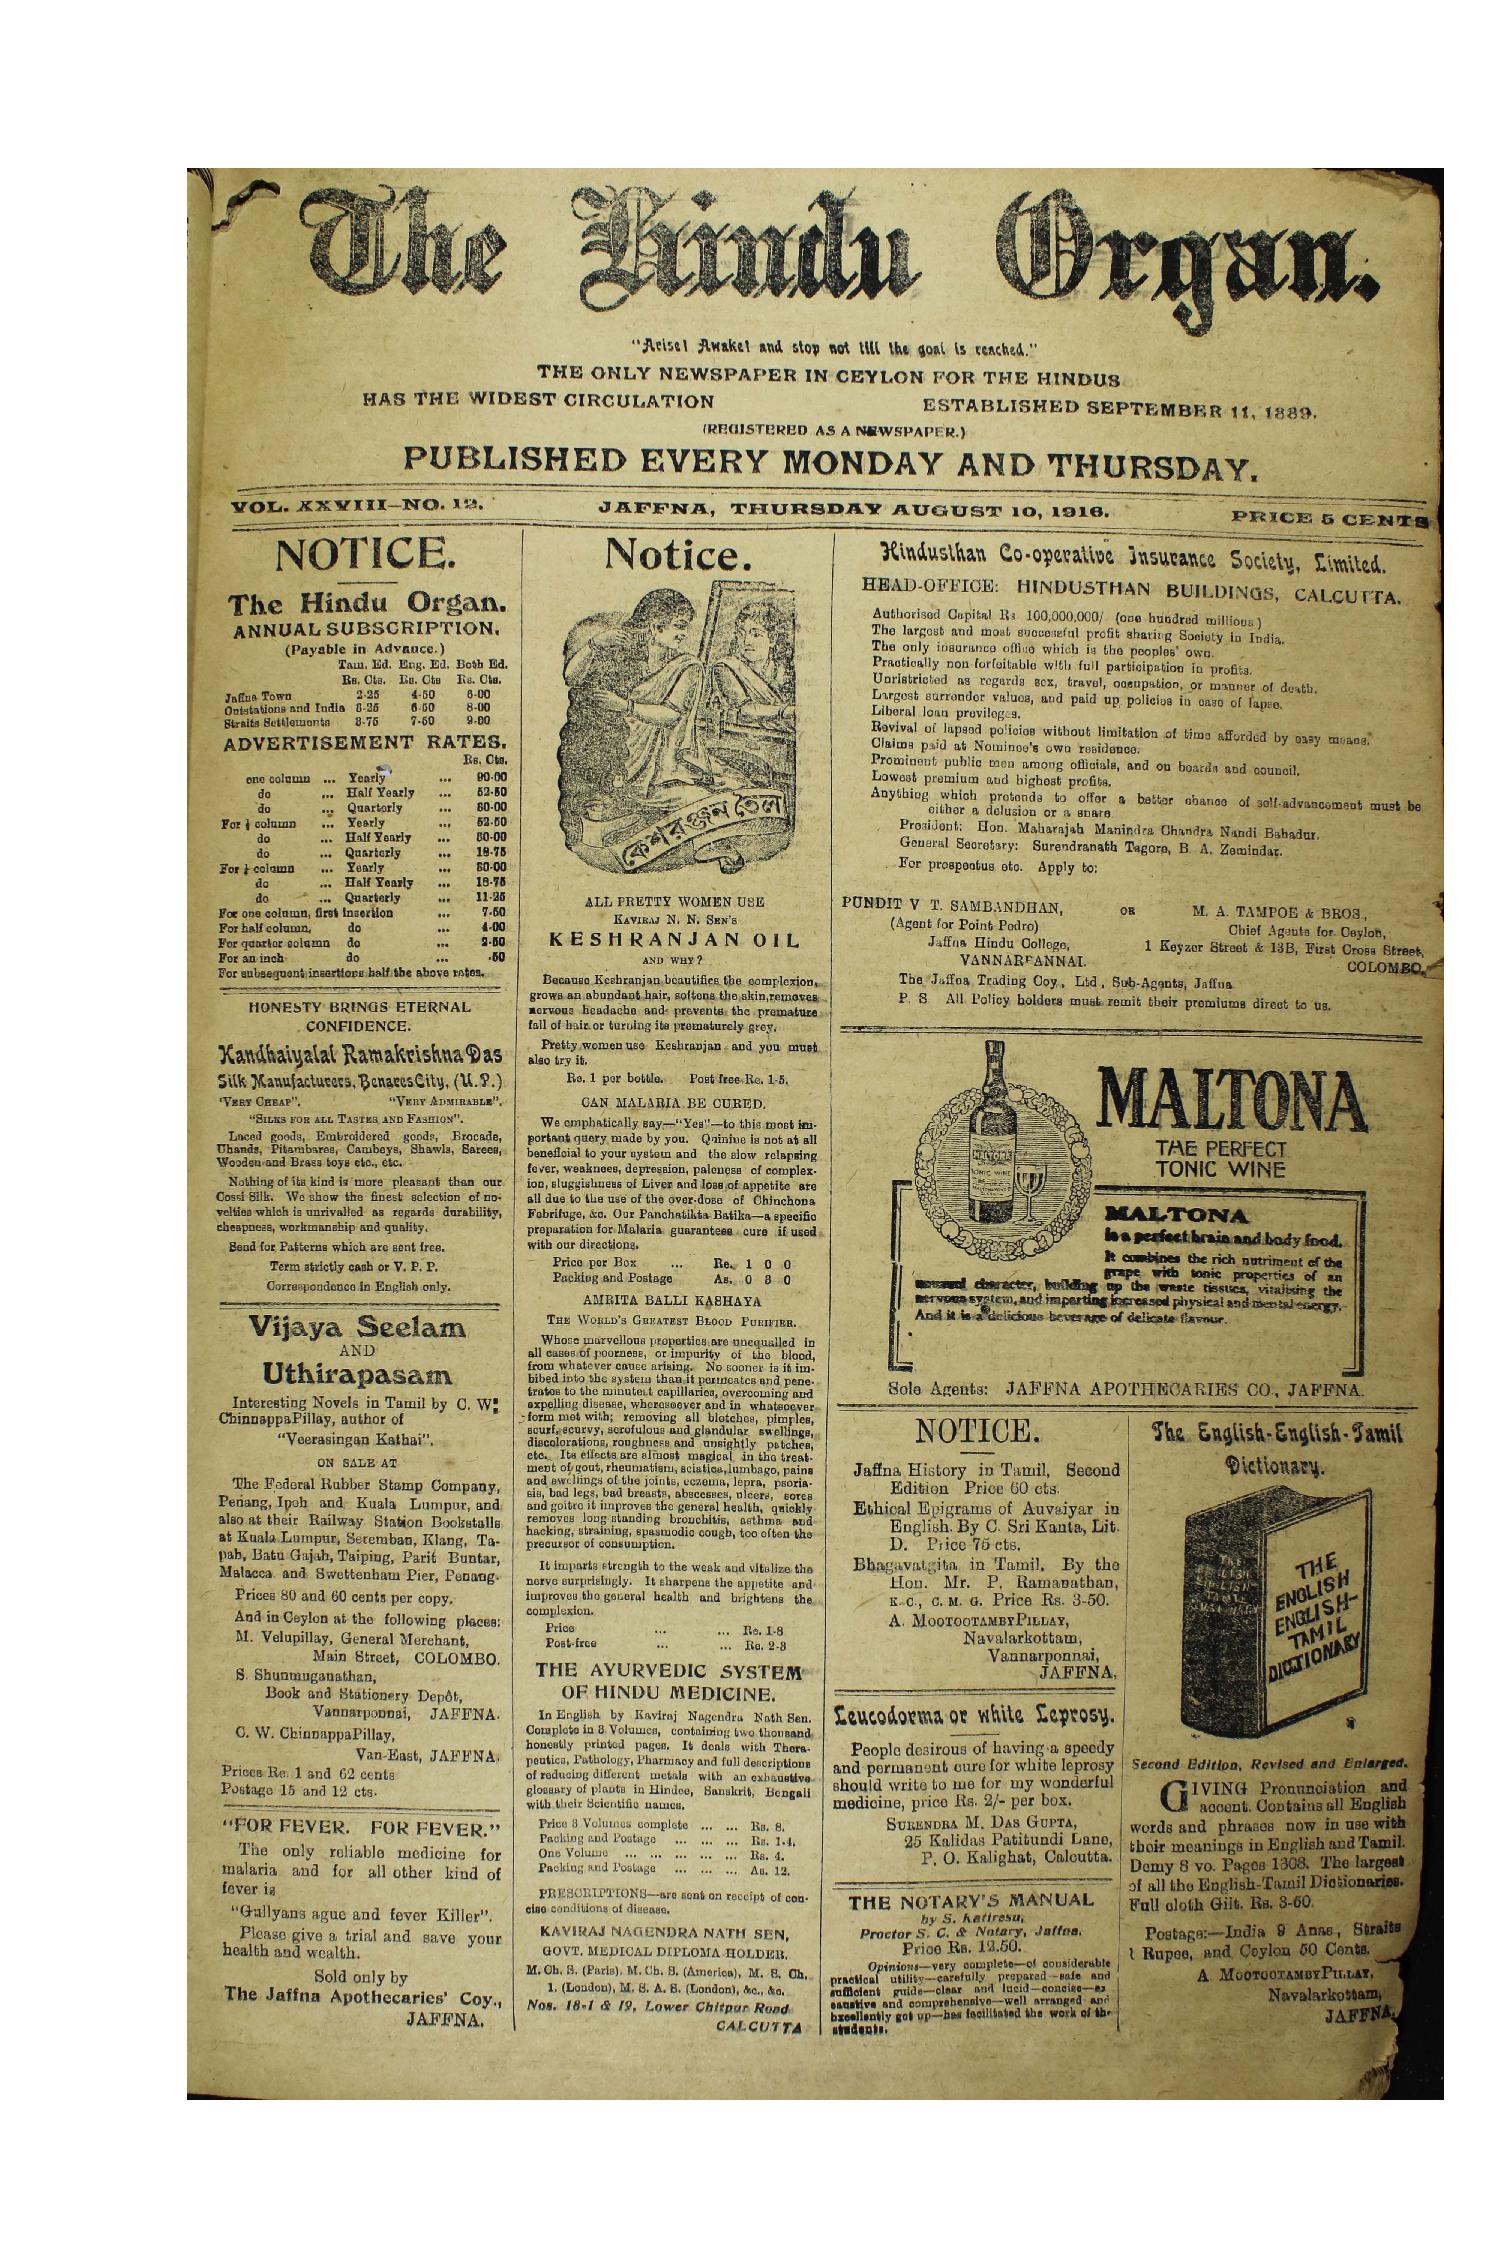 The Hindu Organ.
"Arise! Awake! and stop not till the goal is reached."
THE ONLY NEWSPAPER IN CEYLON FOR THE HINDUS
HAS THE WIDEST CIRCULATION ESTABLISHED SEPTEMBER 11, 1889.
(REGISTERED AS A NEWSPAPER.)
PUBLISHED EVERY MONDAY AND THURSDAY.
VOL. XXVIII—NO. 12. JAFFNA, THURSDAY AUGUST 10, 1916. PRICE 5 CENTS
NOTICE.
The Hindu Organ.
ANNUAL SUBSCRIPTION.
(Payable in Advance.)
Tam. Ed. Eng. Ed. Both Ed.
Rs. Cts. Rs. Cts Rs. Cts.
Jaffna Town 2-25 4-50 6-00
Outstations and India 3-25 6-50 8-00
Straits Settlements 3-75 7-50 9-00
ADVERTISEMENT RATES.
Rs. Cts.
one column ... Yearly ... 90-00
do ... Half Yearly ... 52-50
do ... Quarterly ... 30-00
For ½ column ... Yearly ... 52-50
do ... Half Yearly ... 30-00
do ... Quarterly ... 18-75
For ¼ column ... Yearly ... 30-00
do ... Half Yearly ... 18-75
do ... Quarterly ... 11-25
For one column, first insertion ... 7-50
For half column, do ... 4-00
For quarter column do ... 2-50
For an inch do ... -50
For subsequent insertions half the above rates.
HONESTY BRINGS ETERNAL
CONFIDENCE.
Kandhaiyalal Ramakrishna Das
Silk Manufacturers, Benares City, (U.P.)
'VERY CHEAP". "VERY ADMIRABLE".
"SILKS FOR ALL TASTES AND FASHION".
Laced goods, Embroidered goods, Brocade,
Uhands, Pitambares, Cambeys, Shawls, Sarees,
Wooden and Brass toys etc., etc.
Nothing of its kind is more pleasant than our
Cossi Silk. We show the finest selection of no-
velties which is unrivalled as regards durability,
cheapness, workmanship and quality.
Send for Patterns which are sent free.
Term strictly cash or V. P. P.
Correspondence in English only.
Vijaya Seelam
AND
Uthirapasam
Interesting Novels in Tamil by C. W.
ChinnappaPillay, author of
"Veerasingan Kathai".
ON SALE AT
The Federal Rubber Stamp Company,
Penang, Ipoh and Kuala Lumpur, and
also at their Railway Station Bookstalls
at Kuala Lumpur, Seremban, Klang, Ta-
pah, Batu Gajah, Taiping, Parit Buntar,
Malacca and Swettenham Pier, Penang.
Prices 80 and 60 cents per copy.
And in Ceylon at the following places:
M. Velupillay, General Merchant,
Main Street, COLOMBO.
S. Shunmuganathan,
Book and Stationery Depôt,
Vannarponnai, JAFFNA.
C. W. ChinnappaPillay,
Van-East, JAFFNA.
Prices Re. 1 and 62 cents
Postage 15 and 12 cts.
"FOR FEVER. FOR FEVER."
The only reliable medicine for
malaria and for all other kind of
fever is
"Gullyans ague and fever Killer".
Please give a trial and save your
health and wealth.
Sold only by
The Jaffna Apothecaries' Coy.,
JAFFNA.
Notice.
কেশরঞ্জন তৈল
ALL PRETTY WOMEN USE
KAVIRAJ N. N. SEN'S
KESHRANJAN OIL
AND WHY?
Because Keshranjan beautifies the complexion,
grows an abundant hair, softens the skin, removes
nervous headache and prevents the premature
fall of hair or turning its prematurely grey.
Pretty women use Keshranjan and you must
also try it.
Re. 1 per bottle. Post free Re. 1-5.
CAN MALARIA BE CURED.
We emphatically say—"Yes"—to this most im-
portant query made by you. Quinine is not at all
beneficial to your system and the slow relapsing
fever, weakness, depression, paleness of complex-
ion, sluggishness of Liver and loss of appetite are
all due to the use of the over-dose of Chinchona
Febrifuge, &c. Our Panchatikta Batika—a specific
preparation for Malaria guarantees cure if used
with our directions.
Price per Box ... Re. 1 0 0
Packing and Postage As. 0 3 0
AMRITA BALLI KASHAYA
THE WORLD'S GREATEST BLOOD PURIFIER.
Whose marvellous properties are unequalled in
all cases of poorness, or impurity of the blood,
from whatever cause arising. No sooner is it im-
bibed into the system than it permeates and pene-
trates to the minutest capillaries, overcoming and
expelling disease, wheresoever and in whatsoever
form met with; removing all blotches, pimples,
scurf, scurvy, scrofulous and glandular swellings,
discolorations, roughness and unsightly patches,
etc. Its effects are almost magical in the treat-
ment of gout, rheumatism, sciatica, lumbago, pains
and swellings of the joints, eczema, lepra, psoria-
sis, bad legs, bad breasts, abscesses, ulcers, sores
and goitre it improves the general health, quickly
removes long standing bronchitis, asthma and
hacking, straining, spasmodic cough, too often the
precursor of consumption.
It imparts strength to the weak and vitalize the
nerve surprisingly. It sharpens the appetite and
improves the general health and brightens the
complexion.
Price ... ... Re. 1-8
Post-free ... ... Re. 2-3
THE AYURVEDIC SYSTEM
OF HINDU MEDICINE.
In English by Kaviraj Nagendra Nath Sen.
Complete in 3 Volumes, containing two thousand
honestly printed pages. It deals with Thera-
peutics, Pathology, Pharmacy and full descriptions
of reducing different metals with an exhaustive
glossary of plants in Hindee, Sanskrit, Bengali
with their Scientific names.
Price 3 Volumes complete ... ... Rs. 8.
Packing and Postage ... ... ... Rs. 1-4.
One Volume ... ... ... ... ... Rs. 4.
Packing and Postage ... ... ... As. 12.
PRESCRIPTIONS—are sent on receipt of con-
cise conditions of disease.
KAVIRAJ NAGENDRA NATH SEN,
GOVT. MEDICAL DIPLOMA HOLDER,
M. Ch. S. (Paris). M. Ch. S. (America), M. S. Ch.
1. (London), M. S. A. S. (London), &c., &c.
Nos. 18-1 & 19, Lower Chitpur Road
CALCUTTA
Hindusthan Co-operative Insurance Society, Limited.
HEAD-OFFICE: HINDUSTHAN BUILDINGS, CALCUTTA.
Authorised Capital Rs 100,000,000/ (one hundred millions)
The largest and most successful profit sharing Society in India.
The only insurance office which is the peoples' own.
Practically non-forfeitable with full participation in profits.
Unristricted as regards sex, travel, occupation, or manner of death.
Largest surrender values, and paid up policies in case of lapse.
Liberal loan previleges.
Revival of lapsed policies without limitation of time afforded by easy means.
Claims paid at Nominee's own residence.
Prominent public men among officials, and on boards and council.
Lowest premium and highest profits.
Anything which pretends to offer a better chance of self-advancement must be
either a delusion or a snare
President: Hon. Maharajah Manindra Chandra Nandi Bahadur.
General Secretary: Surendranath Tagore, B. A. Zemindar.
For prospectus etc. Apply to:
PUNDIT V T. SAMBANDHAN, OR M. A. TAMPOE & BROS.,
(Agent for Point Pedro) Chief Agents for Ceylon,
Jaffna Hindu College, 1 Keyzer Street & 13B, First Cross Street,
VANNARPANNAI. COLOMBO.
The Jaffna Trading Coy., Ltd, Sub-Agents, Jaffna
P. S All Policy holders must remit their premiums direct to us.
MALTONA
THE PERFECT
TONIC WINE
MALTONA
TONIC WINE
MALTONA
is a perfect brain and body food.
It combines the rich nutriment of the
grape with tonic properties of an
unusual character, building up the waste tissues, vitalising the
nervous system, and imparting increased physical and mental energy.
And it is a delicious beverage of delicate flavour.
Sole Agents: JAFFNA APOTHECARIES CO., JAFFNA.
NOTICE.
Jaffna History in Tamil, Second
Edition Price 60 cts.
Ethical Epigrams of Auvaiyar in
English. By C. Sri Kanta, Lit.
D. Price 75 cts.
Bhagavatgita in Tamil. By the
Hon. Mr. P. Ramanathan,
K.C., C. M. G. Price Rs. 3-50.
A. MOOTOOTAMBYPILLAY,
Navalarkottam,
Vannarponnai,
JAFFNA.
Leucodorma or white Leprosy.
People desirous of having a speedy
and permanent cure for white leprosy
should write to me for my wonderful
medicine, price Rs. 2/- per box.
SURENDRA M. DAS GUPTA,
25 Kalidas Patitundi Lane,
P. O. Kalighat, Calcutta.
THE NOTARY'S MANUAL
by S. Katiresu,
Proctor S. C. & Notary, Jaffna.
Price Rs. 12.50.
Opinions—very complete—of considerable
practical utility—carefully prepared—safe and
sufficient guide—clear and lucid—concise—ex
austive and comprehensive—well arranged and
hxcellently got up—has facilitated the work of the
students.
The English-English-Tamil
Dictionary.
THE
ENGLISH
ENGLISH-
TAMIL
DICTIONARY
Second Edition, Revised and Enlarged.
GIVING Pronunciation and
accent. Contains all English
words and phrases now in use with
their meanings in English and Tamil.
Demy 8 vo. Pages 1308. The largest
of all the English-Tamil Dictionaries.
Full cloth Gilt. Rs. 3-50.
Postage:—India 9 Anas, Straits
1 Rupee, and Ceylon 50 Cents.
A MOOTOOTAMBYPILLAY,
Navalarkottam,
JAFFNA.